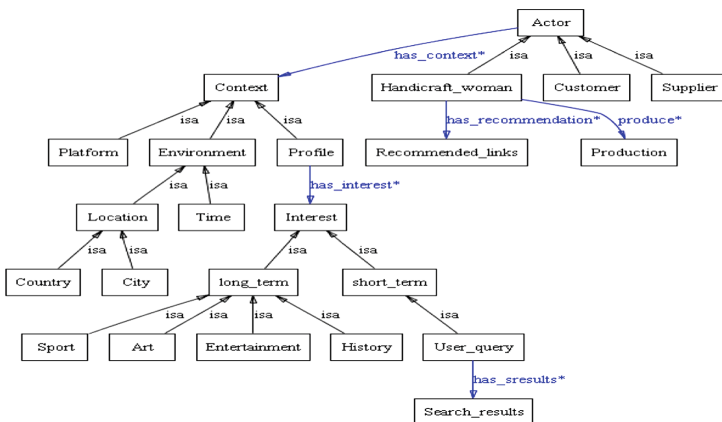 Actor
has_context*
isa
isa
isa
Context
Handicraft_woman
Customer
Supplier
isa
isa
isa
has_recommendation*
produce*
Platform
Environment
Profile
Recommended_links
Production
isa
isa
has_interest*
Location
Time
Interest
isa
isa
isa
isa
Country
City
long_term
short_term
isa
isa
isa
isa
isa
Sport
Art
Entertainment
History
User_query
has_sresults*
Search_results